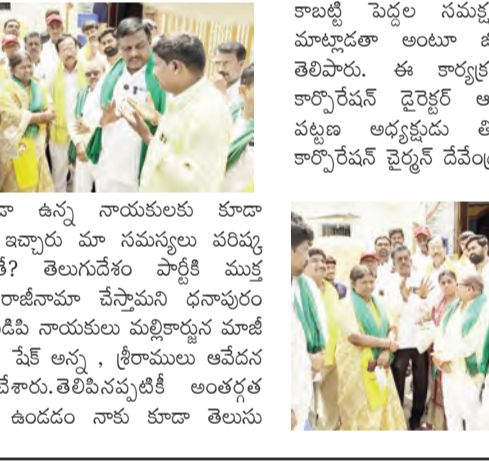 డా ఉన్న నాయకులకు కూడా
ఇచ్చారు మా సమస్యలు పరిష్క
తే? తెలుగుదేశం పార్టీకి ముక్త
రాజీనామా చేస్తామని ధనాపురం
డిపి నాయకులు మల్లికార్జున మాజీ
షేక్ అన్న , శ్రీరాములు ఆవేదన
చేశారు.తెలిపినప్పటికీ అంతర్గత
ఉండడం నాకు కూడా తెలుసు
కాబట్టి పెద్దల సమక్ష
మాట్లాడతా అంటూ
తెలిపారు. ఈ కార్యక్ర
కార్పొరేషన్ డైరెక్టర్ ఆ
పట్టణ అధ్యక్షుడు తి
కార్పొరేషన్ చైర్మన్ దేవేంద్ర